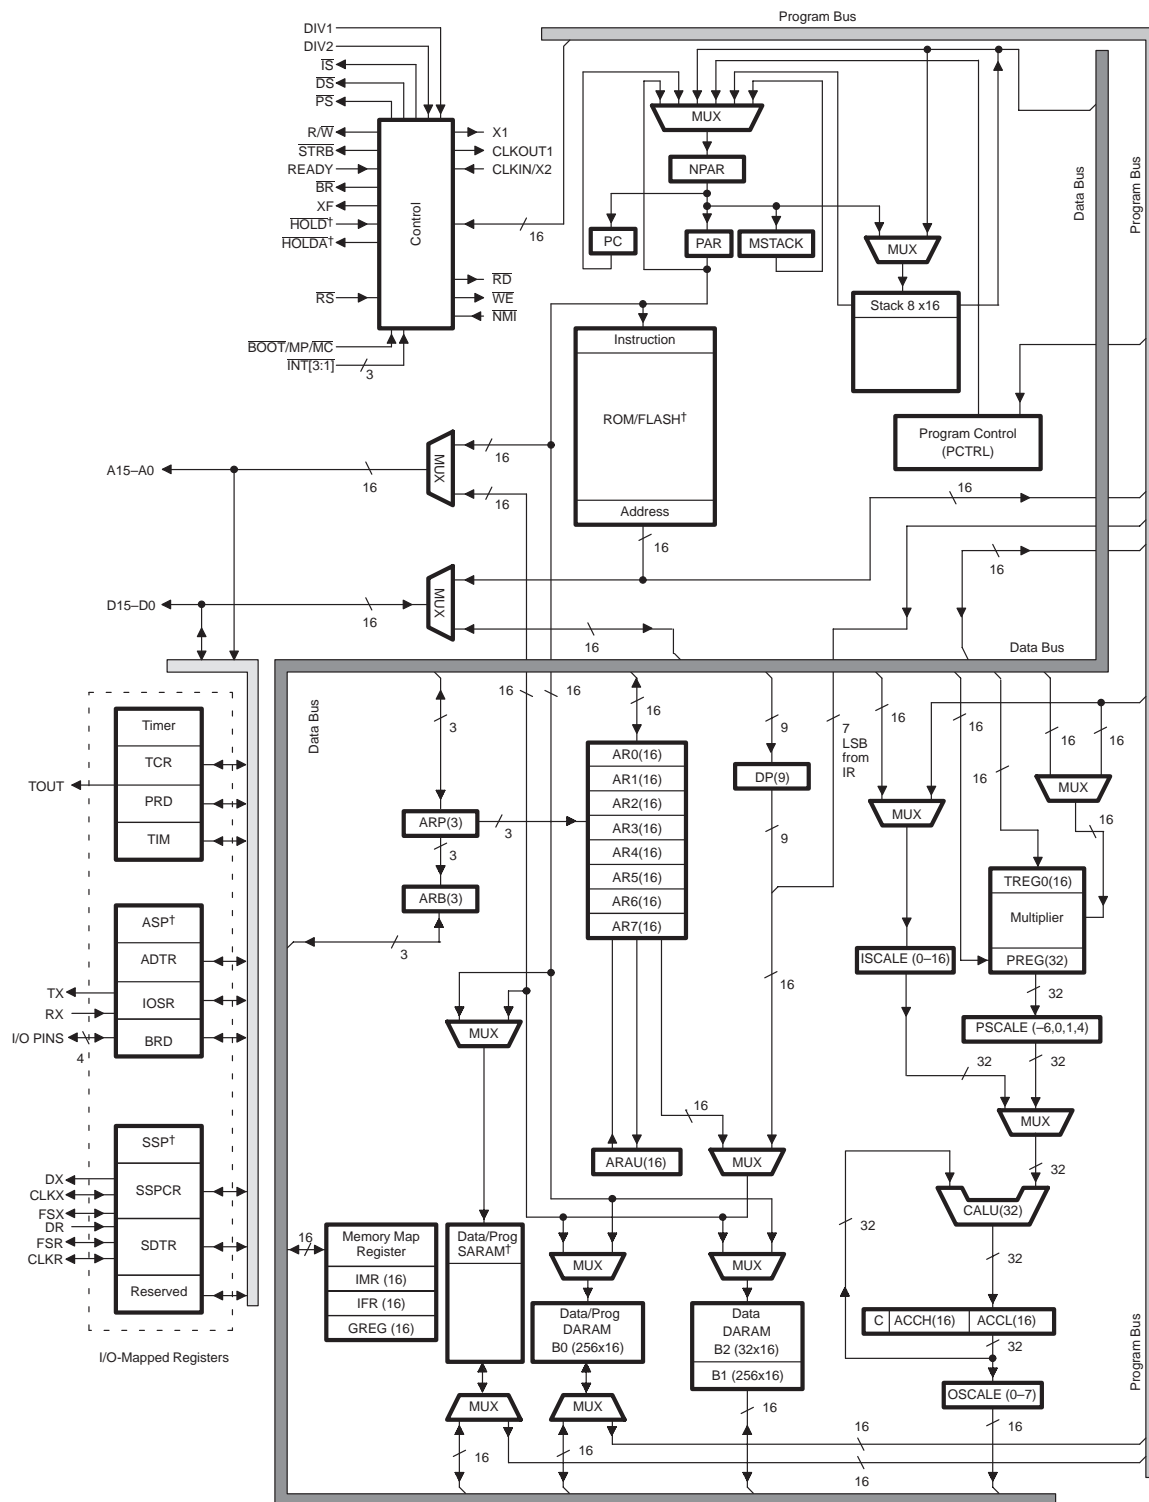 Program Bus
DIV1
DIV2
IS
DS
PS
R/W
STRB
READY
BR
XF
HOLD†
HOLDA†
RS
BOOT/MP/MC
INT[3:1]
3
Control
X1
CLKOUT1
CLKIN/X2
16
RD
WE
NMI
MUX
NPAR
PC
PAR
MSTACK
MUX
Stack 8 x16
Data Bus
Program Bus
Instruction
ROM/FLASH†
Address
16
Program Control
(PCTRL)
A15–A0
16
MUX
16
16
16
16
D15–D0
16
MUX
16
Data Bus
Data Bus
Timer
TCR
PRD
TIM
TOUT
ASP†
ADTR
IOSR
BRD
TX
RX
I/O PINS
4
SSP†
SSPCR
SDTR
Reserved
DX
CLKX
FSX
DR
FSR
CLKR
I/O-Mapped Registers
3
16
16
16
9
7
LSB
from
IR
16
16
16
16
16
ARP(3)
3
3
ARB(3)
3
AR0(16)
AR1(16)
AR2(16)
AR3(16)
AR4(16)
AR5(16)
AR6(16)
AR7(16)
DP(9)
9
16
MUX
MUX
16
TREG0(16)
Multiplier
PREG(32)
ISCALE (0–16)
32
PSCALE (–6,0,1,4)
32
32
MUX
32
MUX
16
ARAU(16)
MUX
CALU(32)
32
32
16
Memory Map
Register
IMR (16)
IFR (16)
GREG (16)
Data/Prog
SARAM†
MUX
MUX
Data/Prog
DARAM
B0 (256x16)
Data
DARAM
B2 (32x16)
B1 (256x16)
C
ACCH(16)
ACCL(16)
32
OSCALE (0–7)
16
MUX
MUX
16
16
16
16
16
Program Bus